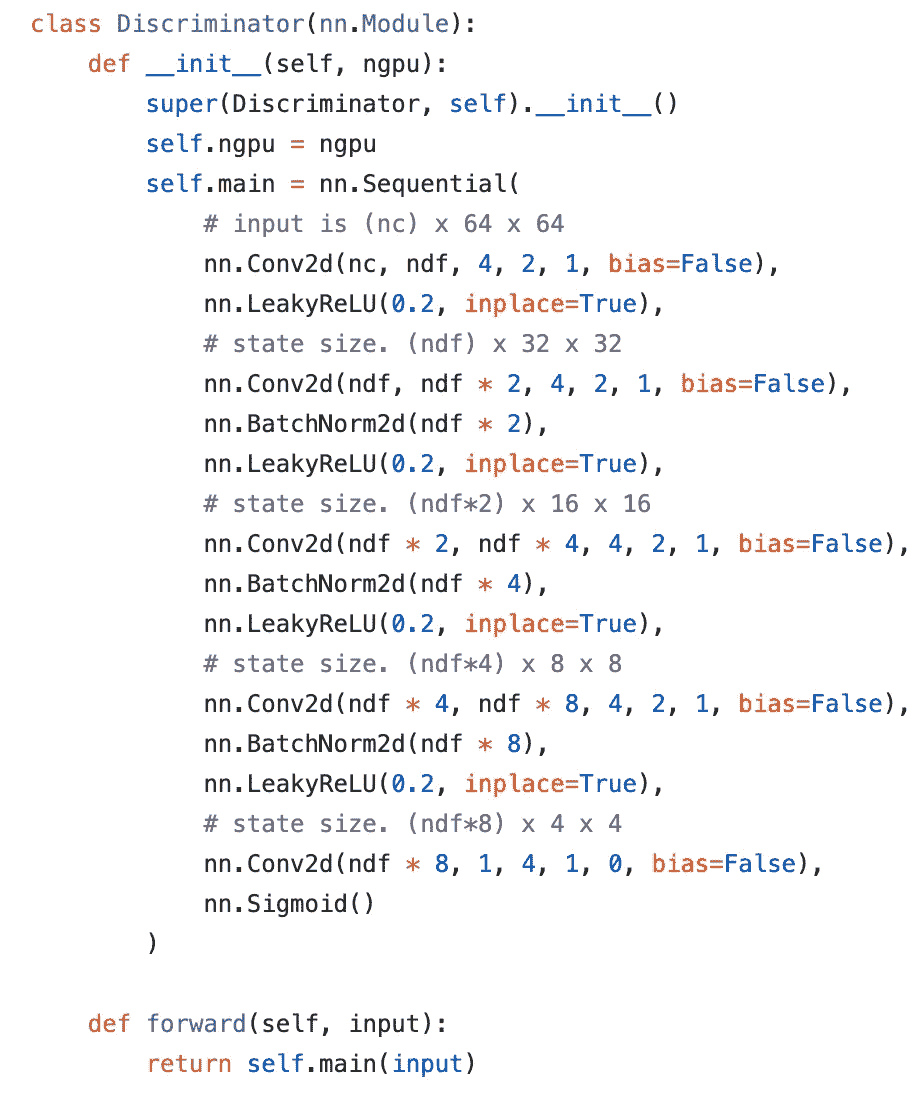 class Discriminator(nn.Module):
    def __init__(self, ngpu):
        super(Discriminator, self).__init__()
        self.ngpu = ngpu
        self.main = nn.Sequential(
            # input is (nc) x 64 x 64
            nn.Conv2d(nc, ndf, 4, 2, 1, bias=False),
            nn.LeakyReLU(0.2, inplace=True),
            # state size. (ndf) x 32 x 32
            nn.Conv2d(ndf, ndf * 2, 4, 2, 1, bias=False),
            nn.BatchNorm2d(ndf * 2),
            nn.LeakyReLU(0.2, inplace=True),
            # state size. (ndf*2) x 16 x 16
            nn.Conv2d(ndf * 2, ndf * 4, 4, 2, 1, bias=False),
            nn.BatchNorm2d(ndf * 4),
            nn.LeakyReLU(0.2, inplace=True),
            # state size. (ndf*4) x 8 x 8
            nn.Conv2d(ndf * 4, ndf * 8, 4, 2, 1, bias=False),
            nn.BatchNorm2d(ndf * 8),
            nn.LeakyReLU(0.2, inplace=True),
            # state size. (ndf*8) x 4 x 4
            nn.Conv2d(ndf * 8, 1, 4, 1, 0, bias=False),
            nn.Sigmoid()
        )

    def forward(self, input):
        return self.main(input)